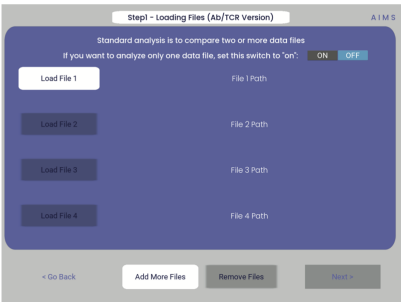 Step1 - Loading Files (Ab/TCR Version)
AIMS
Standard analysis is to compare two or more data files
If you want to analyze only one data file, set this switch to "on": ON OFF
Load File 1 File 1 Path
Load File 2 File 2 Path
Load File 3 File 3 Path
Load File 4 File 4 Path
< Go Back Add More Files Remove Files Next >